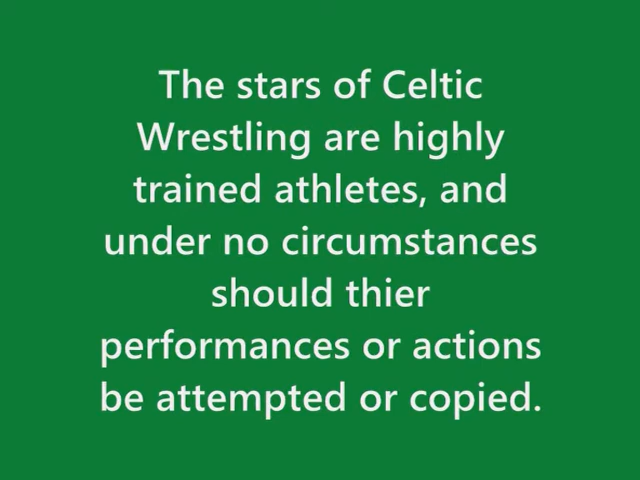 The stars of Celtic
Wrestling are highly
trained athletes, and
under no circumstances
should thier
performances or actions
be attempted or copied.